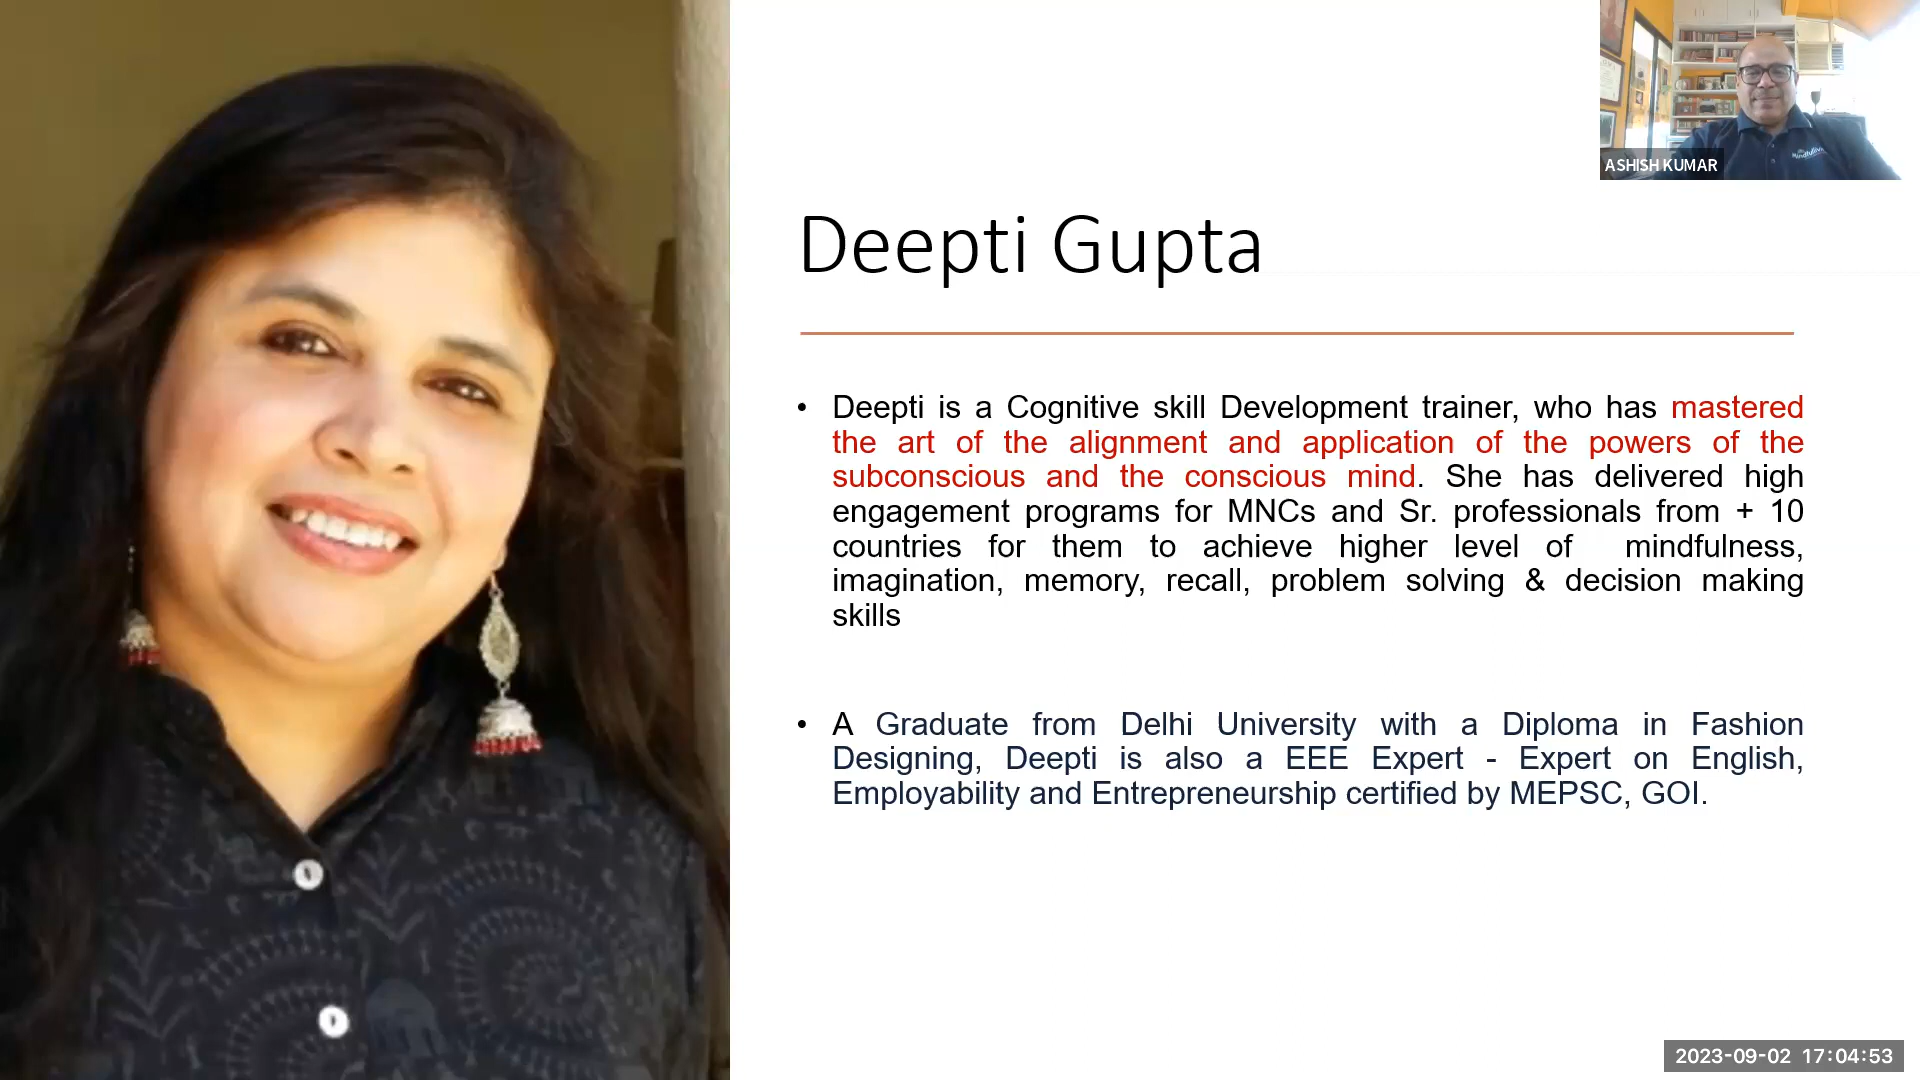 ASHISH KUMAR
Deepti Gupta
• Deepti is a Cognitive skill Development trainer, who has mastered
the art of the alignment and application of the powers of the
subconscious and the conscious mind. She has delivered high
engagement programs for MNCs and Sr. professionals from + 10
countries for them to achieve higher level of mindfulness,
imagination, memory, recall, problem solving & decision making
skills
• A Graduate from Delhi University with a Diploma in Fashion
Designing, Deepti is also a EEE Expert - Expert on English,
Employability and Entrepreneurship certified by MEPSC, GOI.
2023-09-02 17:04:53